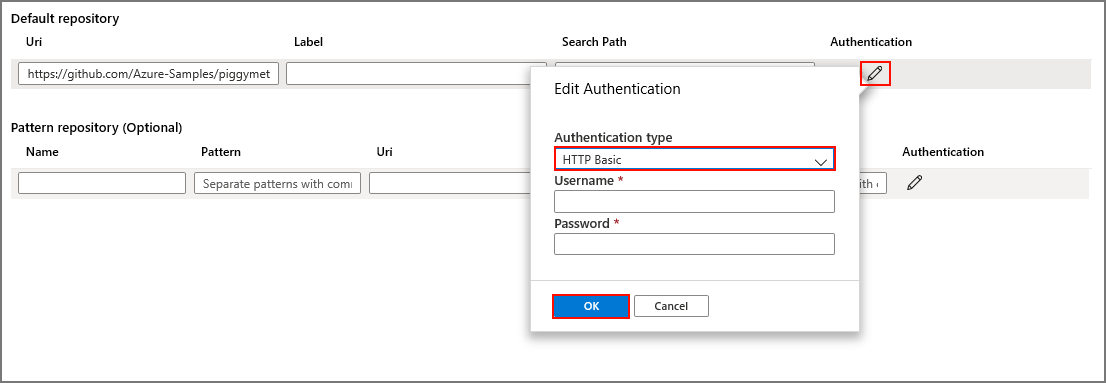 Default repository
Uri Label Search Path Authentication
https://github.com/Azure-Samples/piggymet
Edit Authentication
Pattern repository (Optional)
Name Pattern Uri Authentication
Separate patterns with com
Authentication type
HTTP Basic
Username *
Password *
OK Cancel